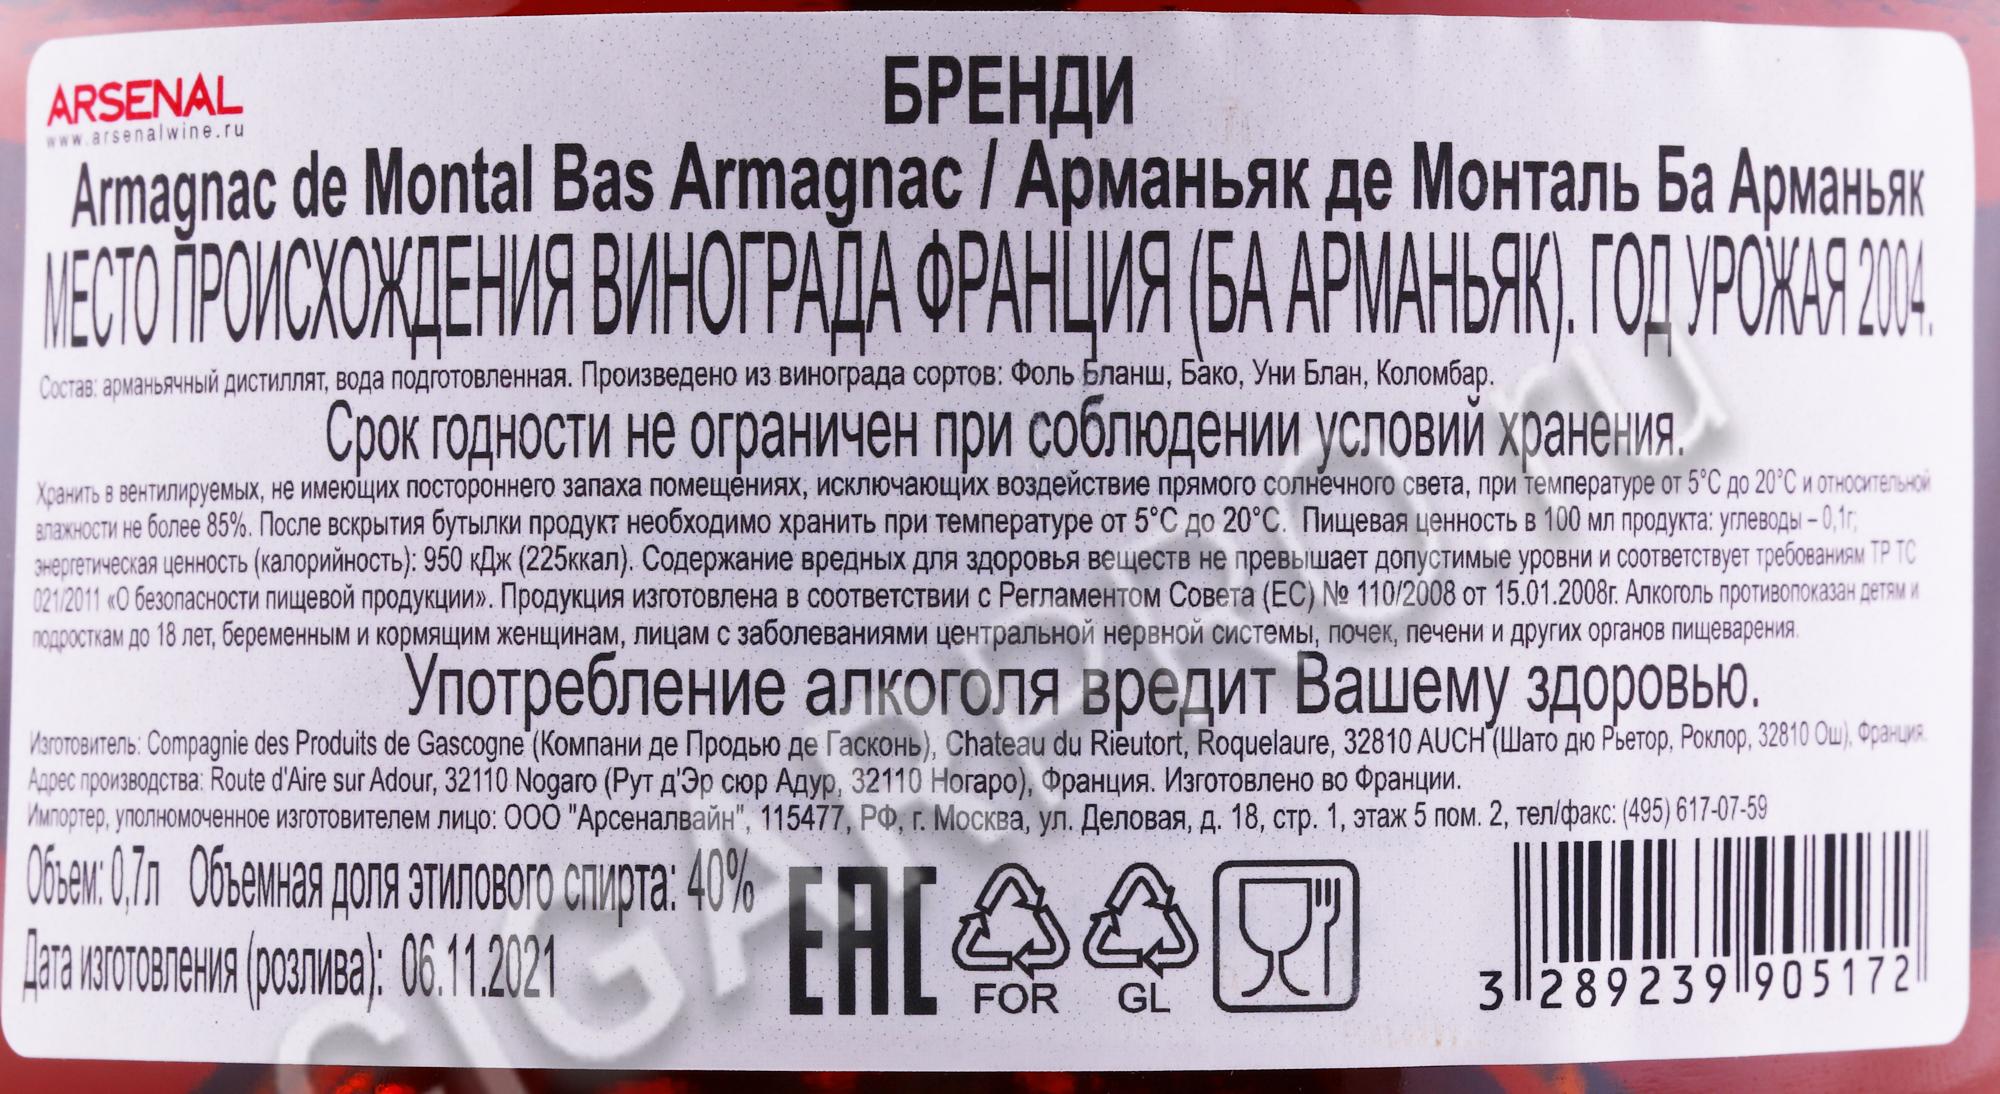 ARSENAL
www.arsenalwine.ru
БРЕНДИ
Armagnac de Montal Bas Armagnac / Арманьяк де Монталь Ба Арманьяк
МЕСТО ПРОИСХОЖДЕНИЯ ВИНОГРАДА ФРАНЦИЯ (БА АРМАНЬЯК). ГОД УРОЖАЯ 2004.
Состав: арманьячный дистиллят, вода подготовленная. Произведено из винограда сортов: Фоль Бланш, Бако, Уни Блан, Коломбар.
Срок годности не ограничен при соблюдении условий хранения.
Хранить в вентилируемых, не имеющих постороннего запаха помещениях, исключающих воздействие прямого солнечного света, при температуре от 5°С до 20°С и относительной
влажности не более 85%. После вскрытия бутылки продукт необходимо хранить при температуре от 5°С до 20°С. Пищевая ценность в 100 мл продукта: углеводы – 0,1г;
энергетическая ценность (калорийность): 950 кДж (225ккал). Содержание вредных для здоровья веществ не превышает допустимые уровни и соответствует требованиям ТР ТС
021/2011 «О безопасности пищевой продукции». Продукция изготовлена в соответствии с Регламентом Совета (ЕС) № 110/2008 от 15.01.2008г. Алкоголь противопоказан детям и
подросткам до 18 лет, беременным и кормящим женщинам, лицам с заболеваниями центральной нервной системы, почек, печени и других органов пищеварения.
Употребление алкоголя вредит Вашему здоровью.
Изготовитель: Compagnie des Produits de Gascogne (Компани де Продью де Гасконь), Chateau du Rieutort, Roquelaure, 32810 AUCH (Шато дю Рьетор, Роклор, 32810 Ош), Франция.
Адрес производства: Route d'Aire sur Adour, 32110 Nogaro (Рут д'Эр сюр Адур, 32110 Ногаро), Франция. Изготовлено во Франции.
Импортер, уполномоченное изготовителем лицо: ООО "Арсеналвайн", 115477, РФ, г. Москва, ул. Деловая, д. 18, стр. 1, этаж 5 пом. 2, тел/факс: (495) 617-07-59
Объем: 0,7л Объемная доля этилового спирта: 40%
Дата изготовления (розлива): 06.11.2021
EAC
FOR
GL
3 289239 905172
CIGARPRO.ru